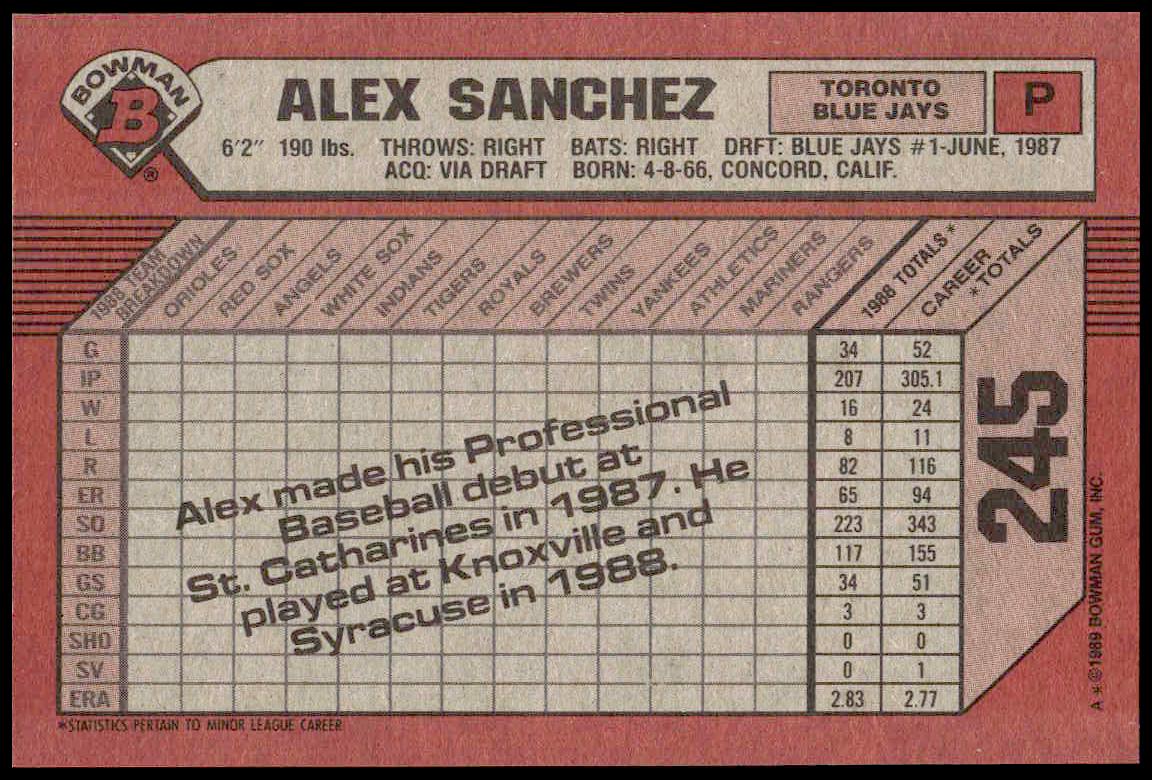 BOWMAN
B
®
ALEX SANCHEZ
TORONTO
BLUE JAYS
P
6'2" 190 lbs. THROWS: RIGHT BATS: RIGHT DRFT: BLUE JAYS #1-JUNE, 1987
ACQ: VIA DRAFT BORN: 4-8-66, CONCORD, CALIF.
1988 TEAM
BREAKDOWN
ORIOLES
RED SOX
ANGELS
WHITE SOX
INDIANS
TIGERS
ROYALS
BREWERS
TWINS
YANKEES
ATHLETICS
MARINERS
RANGERS
1988 TOTALS*
CAREER
*TOTALS
G 34 52
IP 207 305.1
W 16 24
L 8 11
R 82 116
ER 65 94
SO 223 343
BB 117 155
GS 34 51
CG 3 3
SHO 0 0
SV 0 1
ERA 2.83 2.77
Alex made his Professional
Baseball debut at
St. Catharines in 1987. He
played at Knoxville and
Syracuse in 1988.
245
A*©1989 BOWMAN GUM, INC.
*STATISTICS PERTAIN TO MINOR LEAGUE CAREER